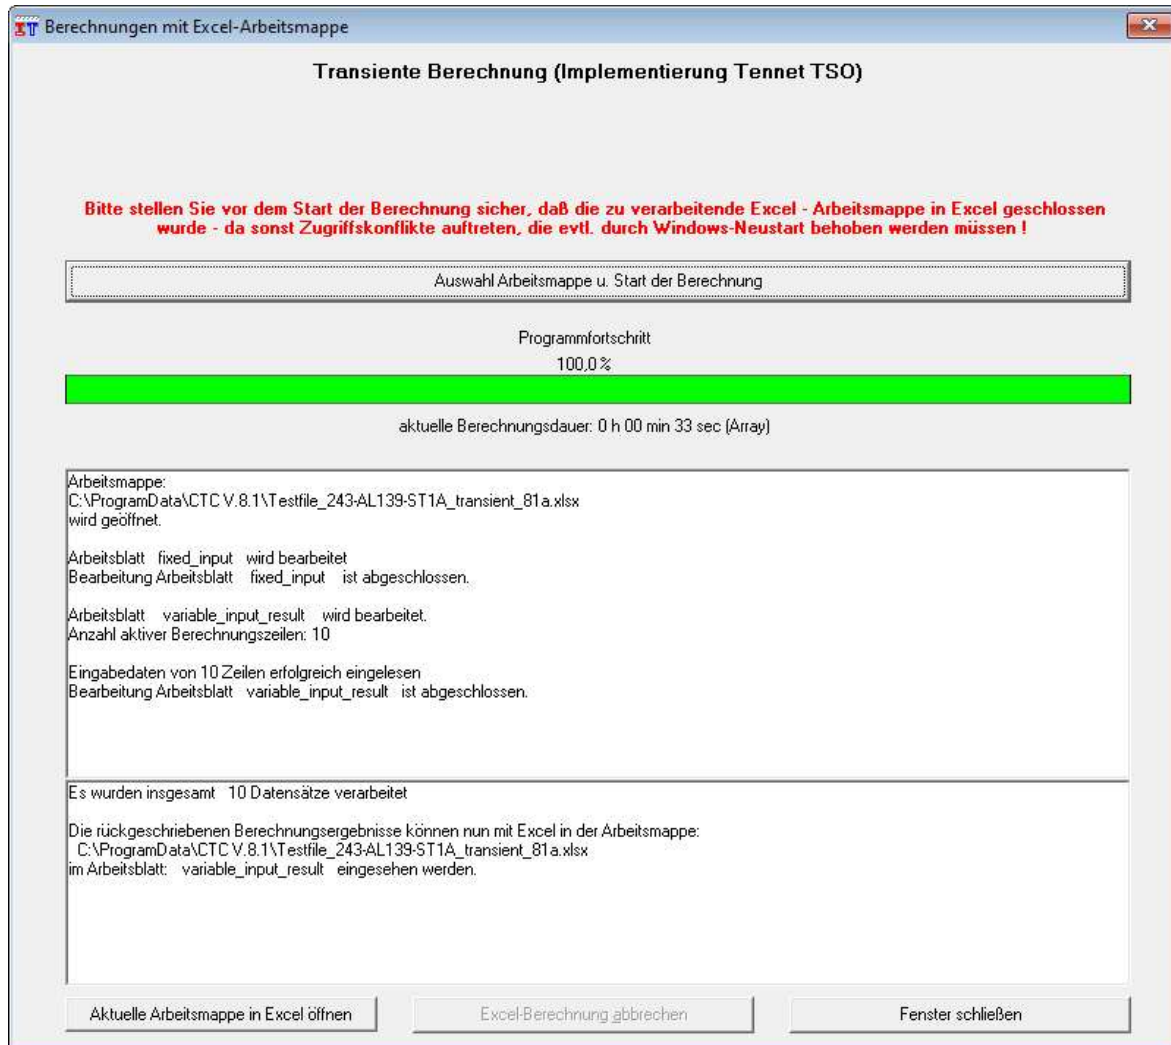 IT Berechnungen mit Excel-Arbeitsmappe
Transiente Berechnung (Implementierung Tennet TSO)
Bitte stellen Sie vor dem Start der Berechnung sicher, daß die zu verarbeitende Excel - Arbeitsmappe in Excel geschlossen
wurde - da sonst Zugriffskonflikte auftreten, die evtl. durch Windows-Neustart behoben werden müssen !
Auswahl Arbeitsmappe u. Start der Berechnung
Programmfortschritt
100,0 %
aktuelle Berechnungsdauer: 0 h 00 min 33 sec (Array)
Arbeitsmappe:
C:\ProgramData\CTC V.8.1\Testfile_243-AL139-ST1A_transient_81a.xlsx
wird geöffnet.
Arbeitsblatt fixed_input wird bearbeitet
Bearbeitung Arbeitsblatt fixed_input ist abgeschlossen.
Arbeitsblatt variable_input_result wird bearbeitet.
Anzahl aktiver Berechnungszeilen: 10
Eingabedaten von 10 Zeilen erfolgreich eingelesen
Bearbeitung Arbeitsblatt variable_input_result ist abgeschlossen.
Es wurden insgesamt 10 Datensätze verarbeitet
Die rückgeschriebenen Berechnungsergebnisse können nun mit Excel in der Arbeitsmappe:
C:\ProgramData\CTC V.8.1\Testfile_243-AL139-ST1A_transient_81a.xlsx
im Arbeitsblatt: variable_input_result eingesehen werden.
Aktuelle Arbeitsmappe in Excel öffnen
Excel-Berechnung abbrechen
Fenster schließen